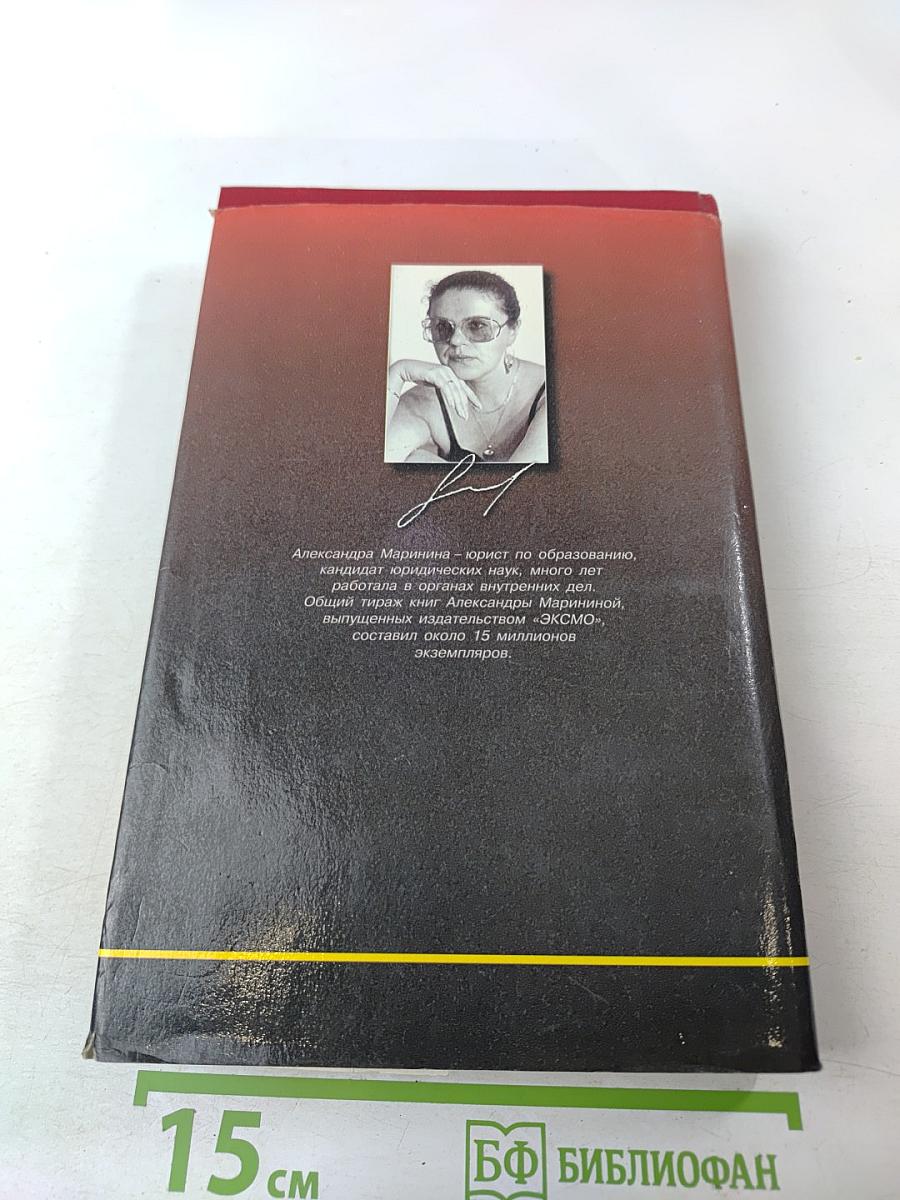 Александра Маринина – юрист по образованию,
кандидат юридических наук, много лет
работала в органах внутренних дел.
Общий тираж книг Александры Марининой,
выпущенных издательством «ЭКСМО»,
составил около 15 миллионов
экземпляров.
15 см
БФ БИБЛИОФАН